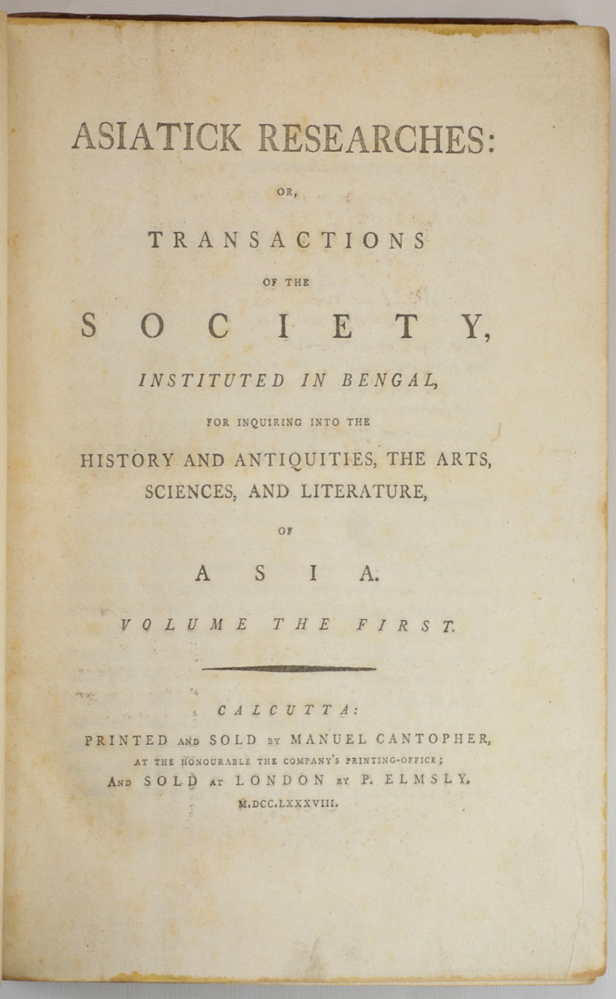 ASIATICK RESEARCHES:
OR,
TRANSACTIONS
OF THE
SOCIETY,
INSTITUTED IN BENGAL,
FOR INQUIRING INTO THE
HISTORY AND ANTIQUITIES, THE ARTS,
SCIENCES, AND LITERATURE,
OF
ASIA.
VOLUME THE FIRST.
CALCUTTA:
PRINTED AND SOLD BY MANUEL CANTOPHER,
AT THE HONOURABLE THE COMPANY'S PRINTING-OFFICE;
AND SOLD AT LONDON BY P. ELMSLY.
M.DCC.LXXXVIII.